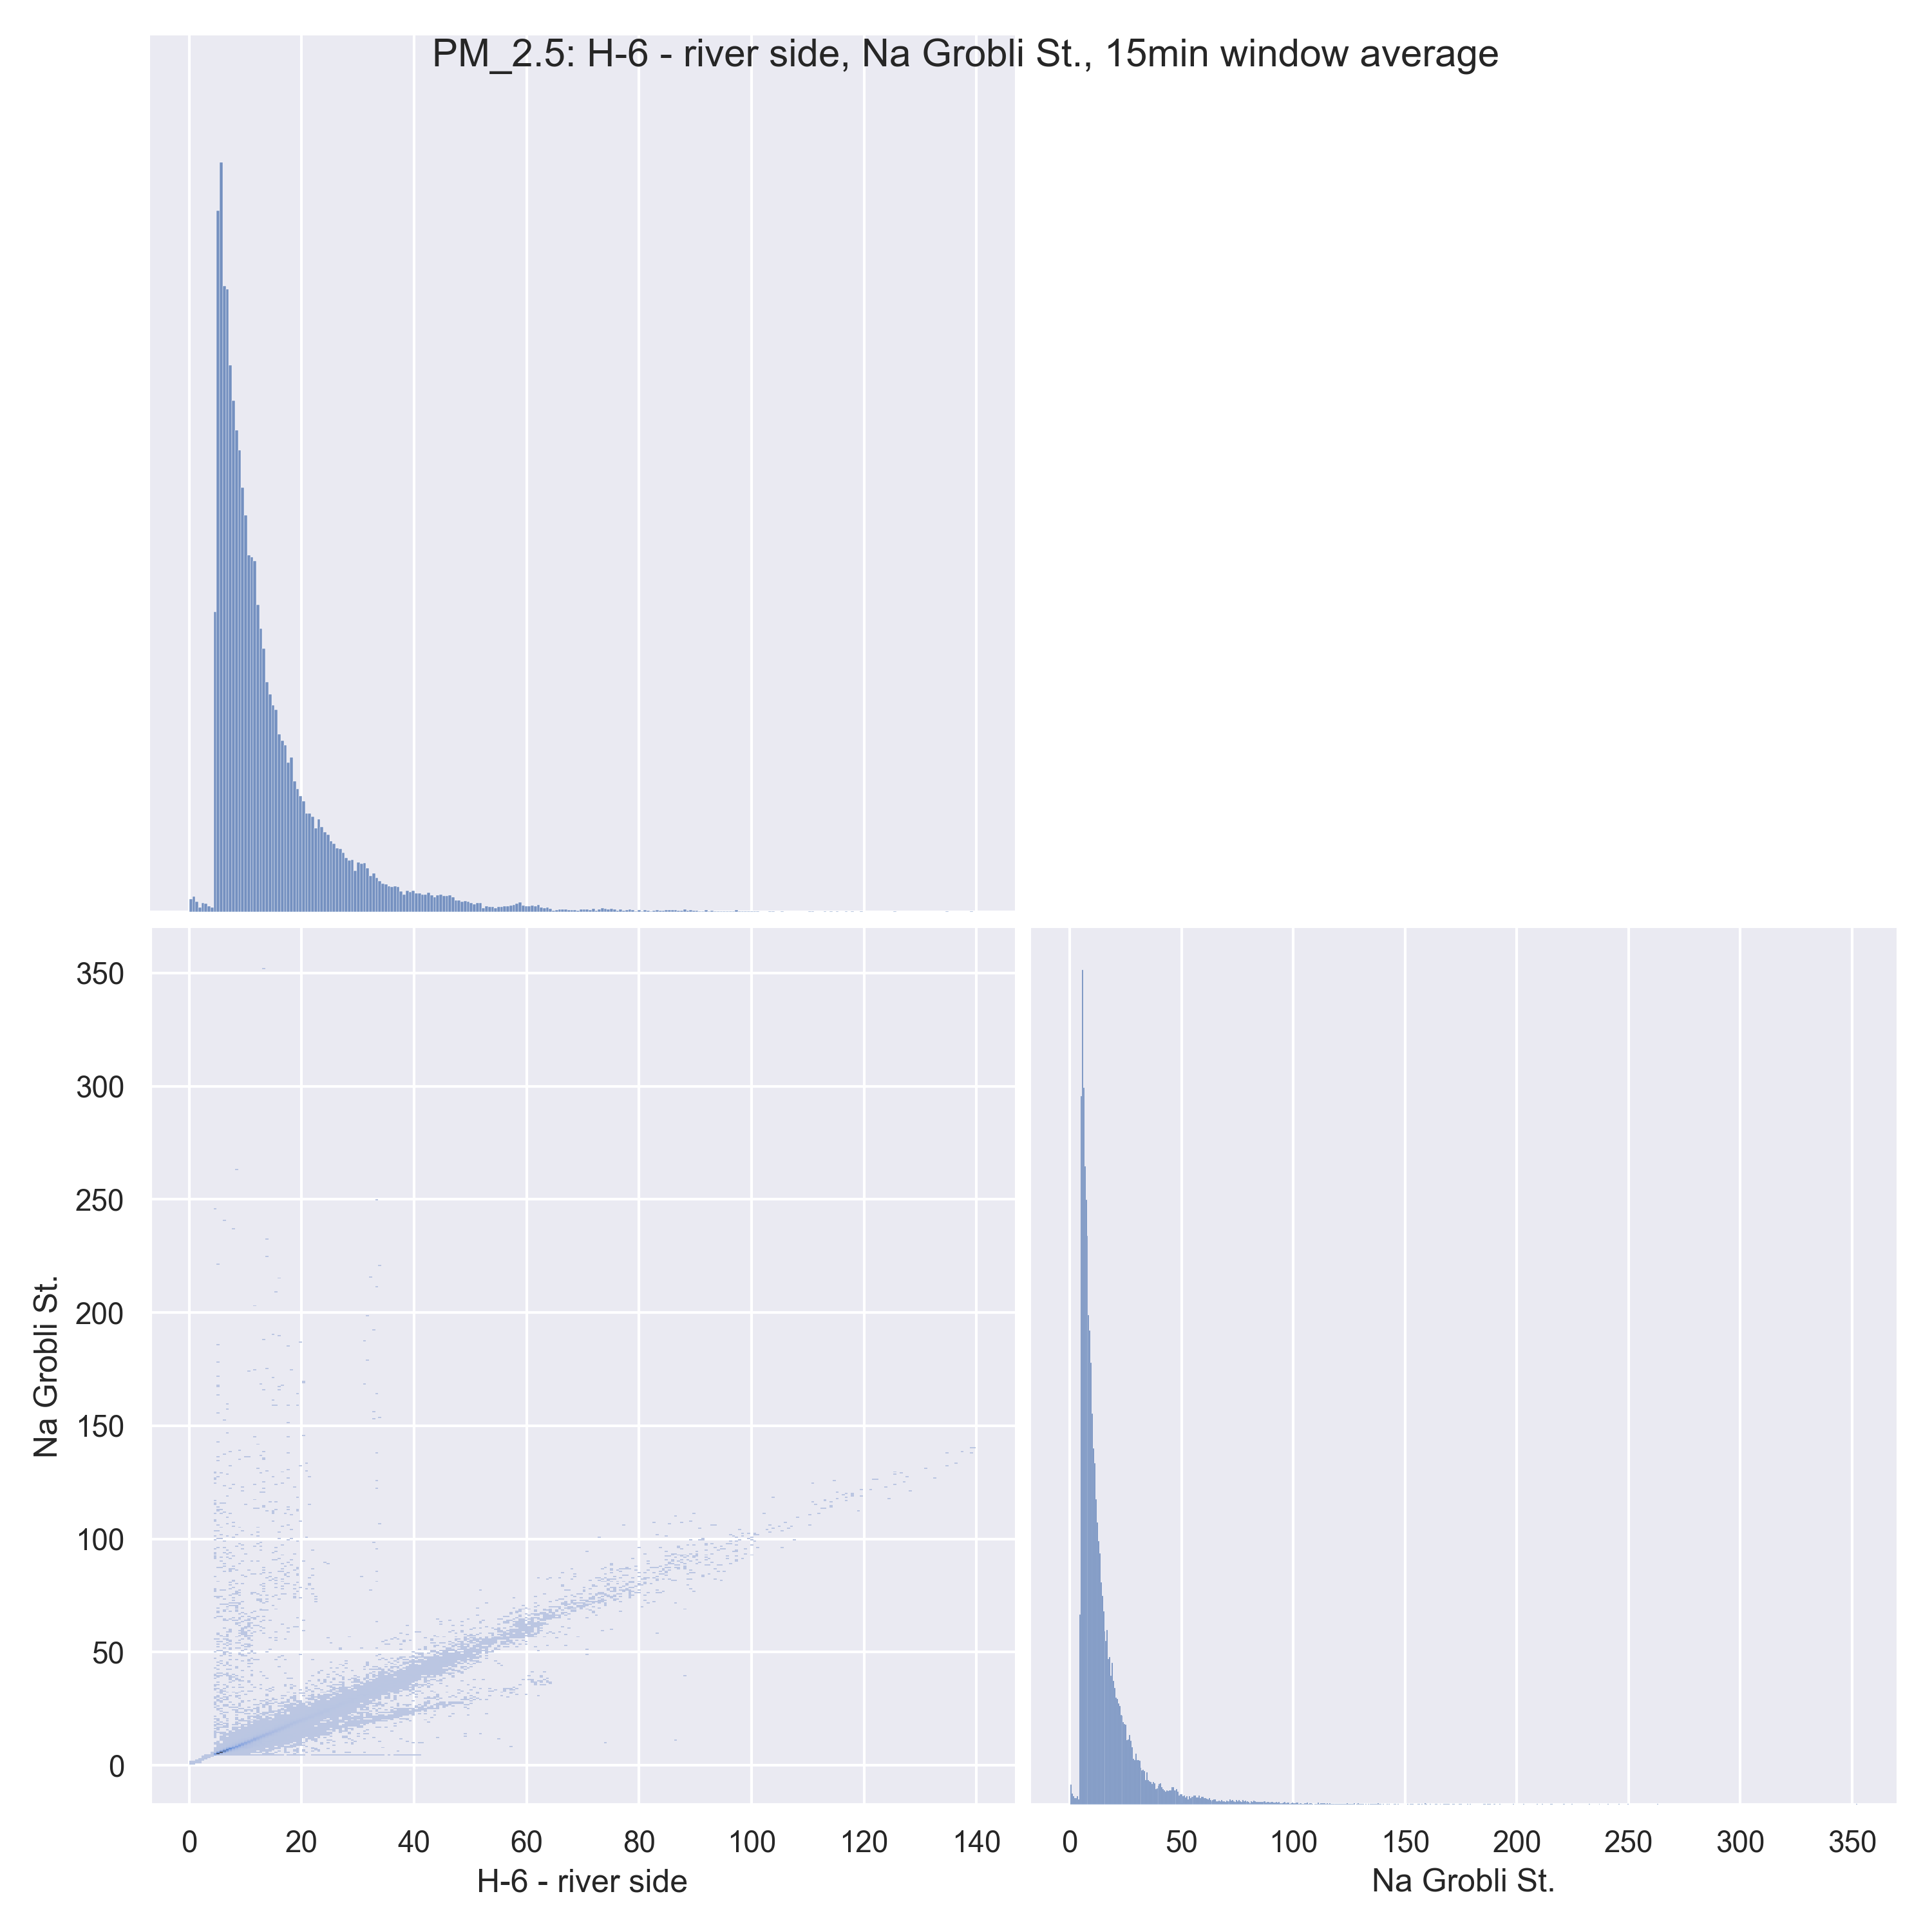 PM_2.5: H-6 - river side, Na Grobli St., 15min window average
350
300
250
200
150
100
50
0
Na Grobli St.
0 20 40 60 80 100 120 140
H-6 - river side
0 50 100 150 200 250 300 350
Na Grobli St.